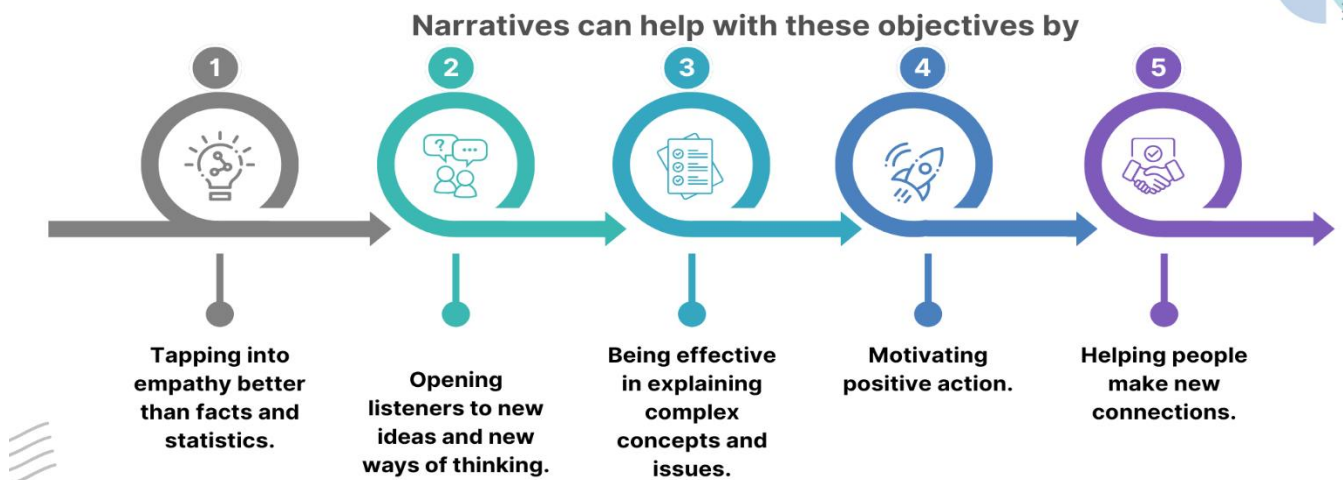 Narratives can help with these objectives by
1
2
3
4
5
Tapping into
empathy better
than facts and
statistics.
?
...
Opening
listeners to new
ideas and new
ways of thinking.
Being effective
in explaining
complex
concepts and
issues.
Motivating
positive action.
Helping people
make new
connections.